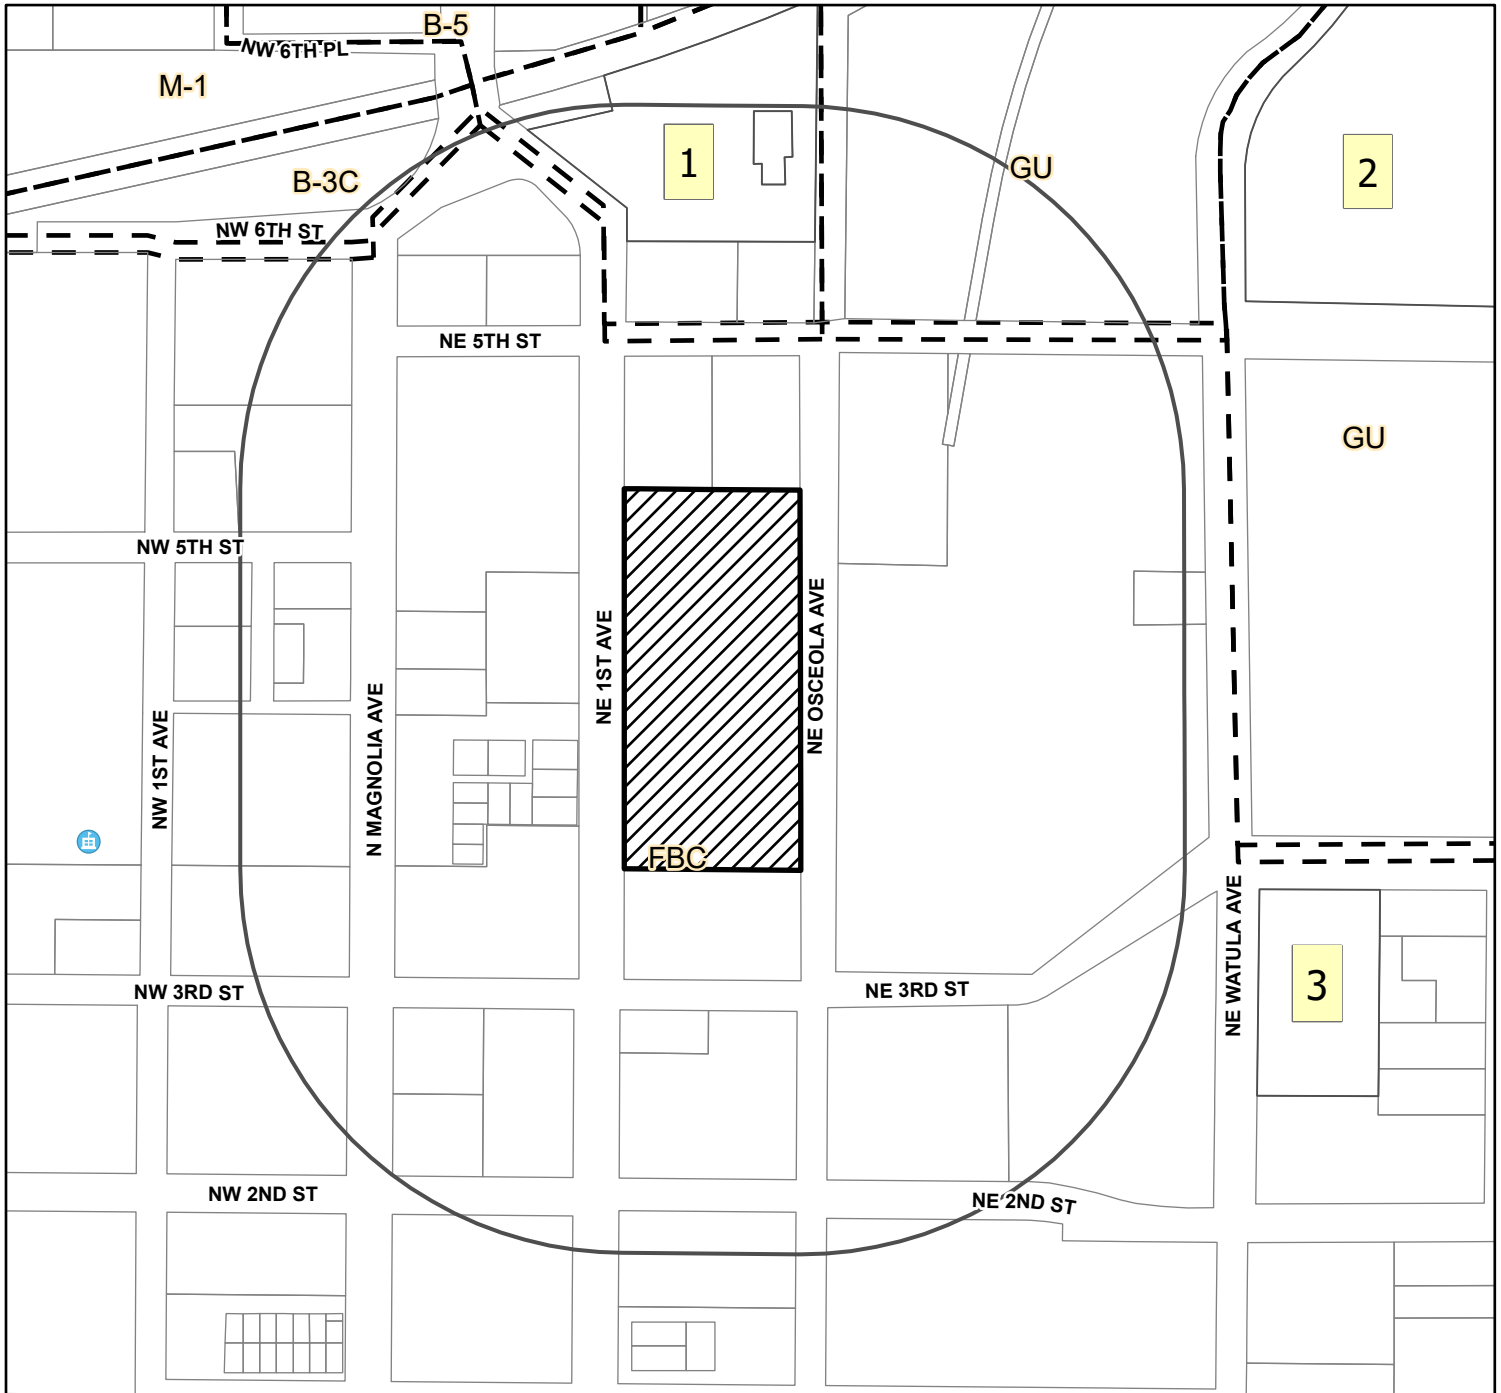 B-5
NW 6TH PL
M-1
1
GU
2
B-3C
NW 6TH ST
NE 5TH ST
GU
NW 5TH ST
NE 1ST AVE
NE OSCEOLA AVE
N MAGNOLIA AVE
NW 1ST AVE
FBC
NE WATULA AVE
3
NW 3RD ST
NE 3RD ST
NW 2ND ST
NE 2ND ST